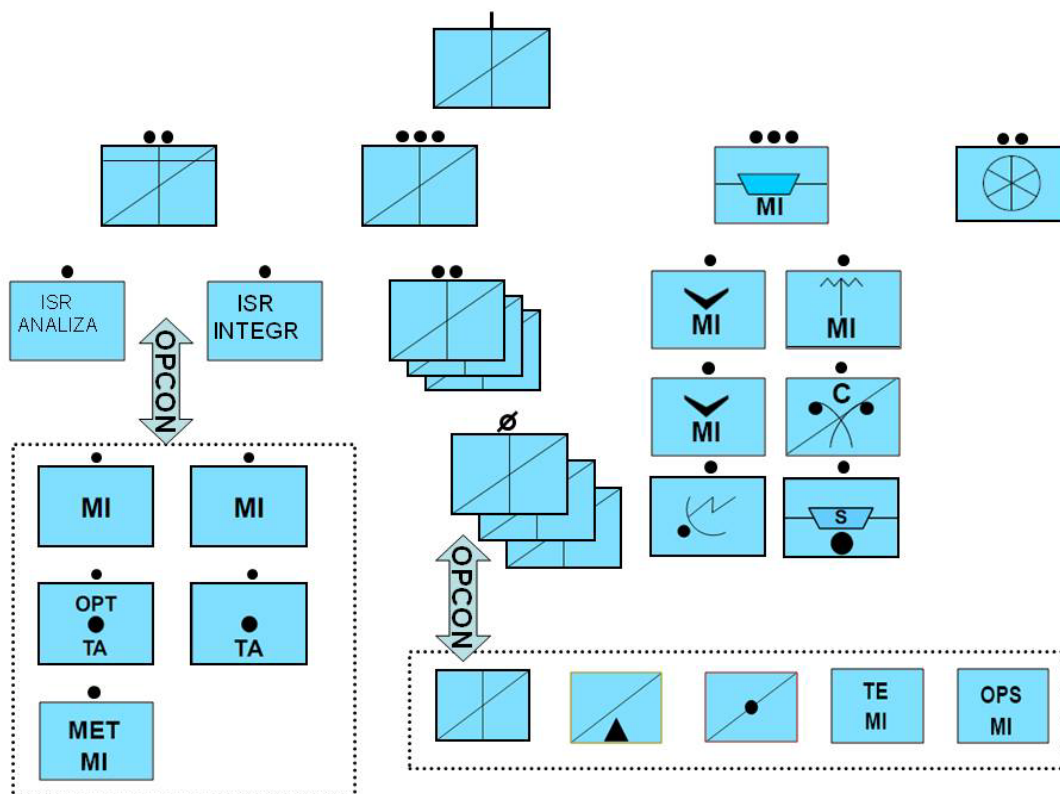 MI
ISR
ANALIZA
ISR
INTEGR
MI
MI
OPCON
MI
C
S
MI
MI
OPT
TA
TA
MET
MI
OPCON
TE
MI
OPS
MI